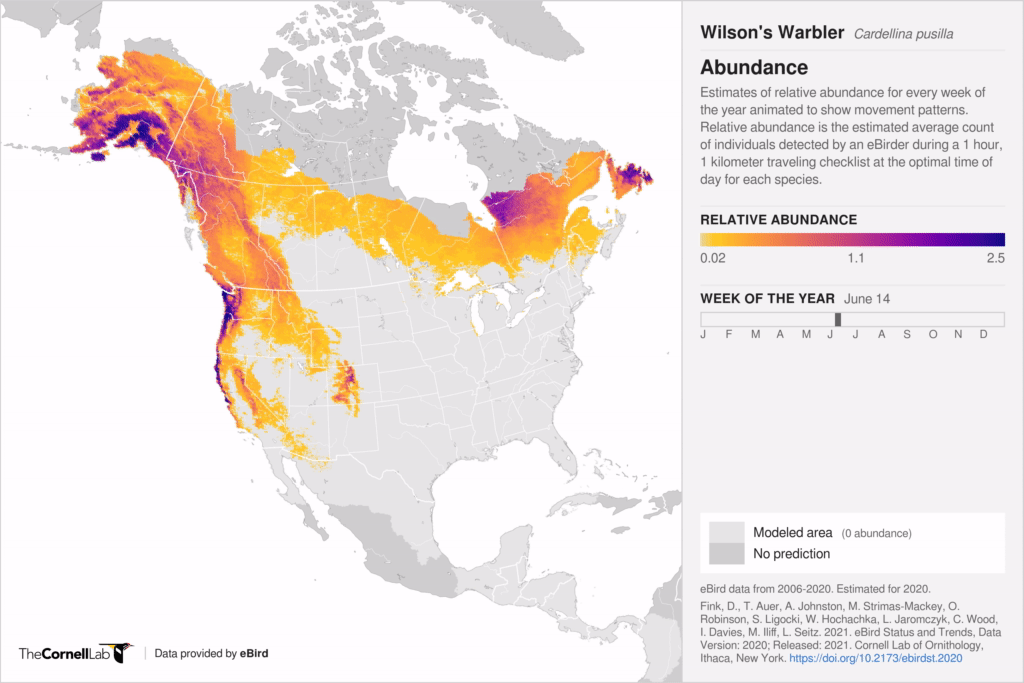 Wilson's Warbler Cardellina pusilla
Abundance
Estimates of relative abundance for every week of
the year animated to show movement patterns.
Relative abundance is the estimated average count
of individuals detected by an eBirder during a 1 hour,
1 kilometer traveling checklist at the optimal time of
day for each species.
RELATIVE ABUNDANCE
0.02 1.1 2.5
WEEK OF THE YEAR June 14
J F M A M J J A S O N D
Modeled area (0 abundance)
No prediction
eBird data from 2006-2020. Estimated for 2020.
Fink, D., T. Auer, A. Johnston, M. Strimas-Mackey, O.
Robinson, S. Ligocki, W. Hochachka, L. Jaromczyk, C. Wood,
I. Davies, M. Iliff, L. Seitz. 2021. eBird Status and Trends, Data
Version: 2020; Released: 2021. Cornell Lab of Ornithology,
Ithaca, New York. https://doi.org/10.2173/ebirdst.2020
TheCornellLab Data provided by eBird